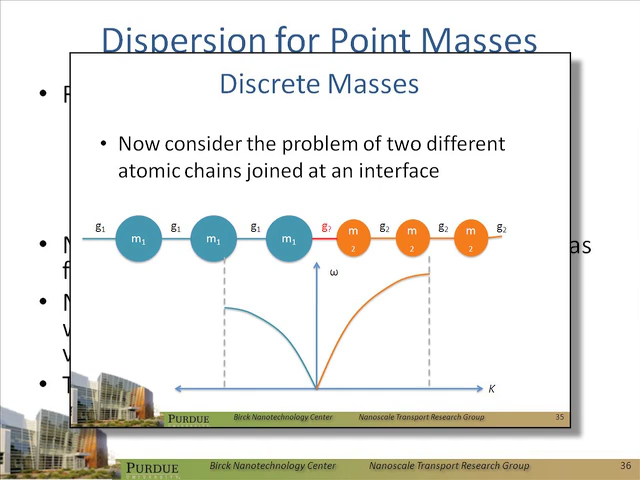 Dispersion for Point Masses
Discrete Masses
• Now consider the problem of two different
atomic chains joined at an interface
g₁ g₁ g₁ g? g₂ g₂ g₂
m₁ m₁ m₁ m 2 m 2 m 2
as
ω
K
PURDUE Birck Nanotechnology Center Nanoscale Transport Research Group 35
PURDUE UNIVERSITY Birck Nanotechnology Center Nanoscale Transport Research Group 36